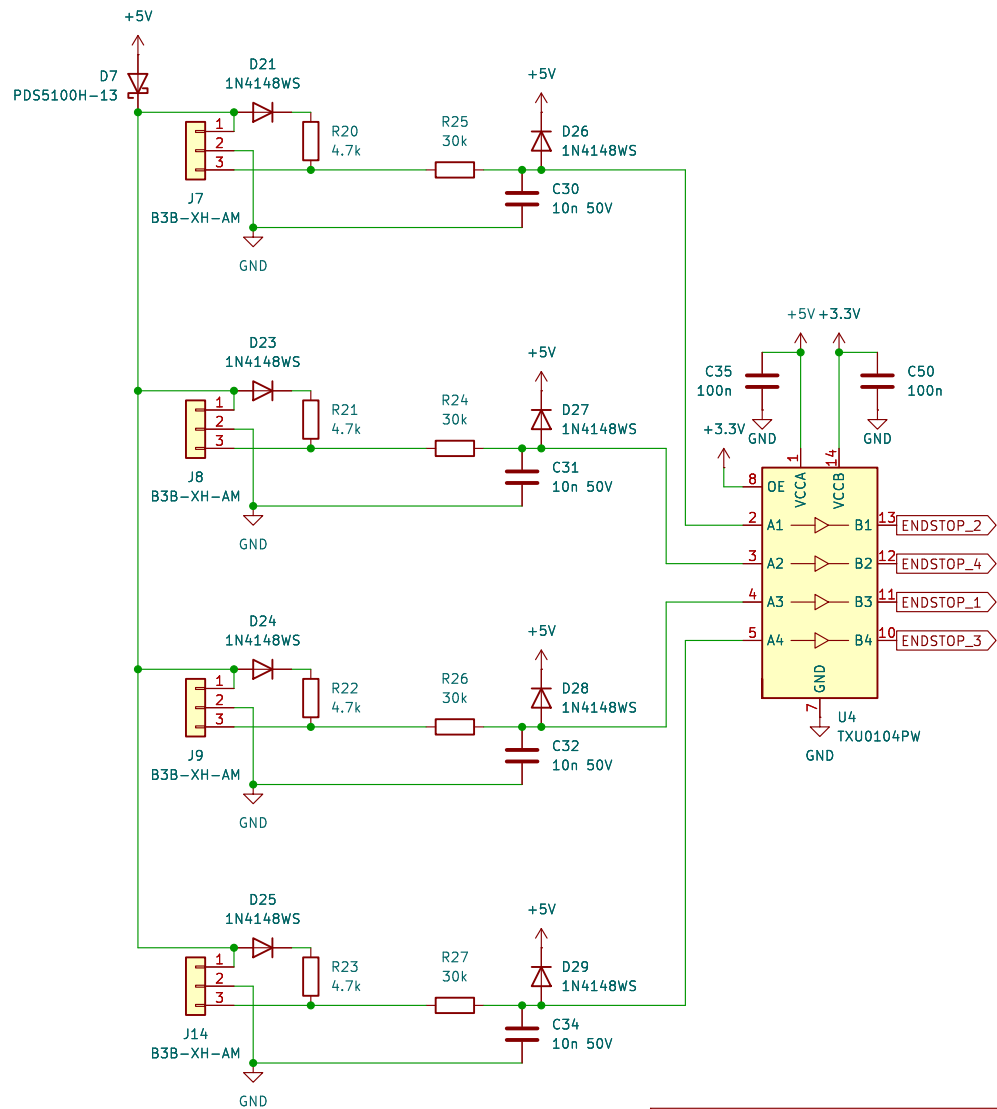 +5V
D7
PDS5100H-13
D21
1N4148WS
1
2
3
J7
B3B-XH-AM
R20
4.7k
GND
R25
30k
+5V
D26
1N4148WS
C30
10n 50V
D23
1N4148WS
1
2
3
J8
B3B-XH-AM
R21
4.7k
GND
R24
30k
+5V
D27
1N4148WS
C31
10n 50V
D24
1N4148WS
1
2
3
J9
B3B-XH-AM
R22
4.7k
GND
R26
30k
+5V
D28
1N4148WS
C32
10n 50V
D25
1N4148WS
1
2
3
J14
B3B-XH-AM
R23
4.7k
GND
R27
30k
+5V
D29
1N4148WS
C34
10n 50V
+5V +3.3V
C35
100n
GND
C50
100n
GND
+3.3V
1
14
8 OE
VCCA
VCCB
2 A1 B1 13 ENDSTOP_2
3 A2 B2 12 ENDSTOP_4
4 A3 B3 11 ENDSTOP_1
5 A4 B4 10 ENDSTOP_3
GND
7
U4
TXU0104PW
GND